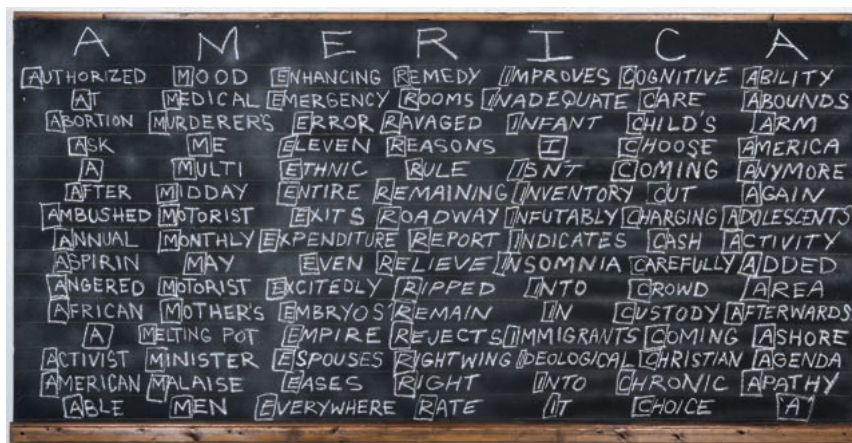 A M E R I C A
AUTHORIZED MOOD ENHANCING REMEDY IMPROVES COGNITIVE ABILITY
AT MEDICAL EMERGENCY ROOMS INADEQUATE CARE ABOUNDS
ABORTION MURDERER'S ERROR RAVAGED INFANT CHILD'S ARM
ASK ME ELEVEN REASONS I CHOOSE AMERICA
A MULTI ETHNIC RULE ISNT COMING ANYMORE
AFTER MIDDAY ENTIRE REMAINING INVENTORY CUT AGAIN
AMBUSHED MOTORIST EXITS ROADWAY INFUTABLY CHARGING ADOLESCENTS
ANNUAL MONTHLY EXPENDITURE REPORT INDICATES CASH ACTIVITY
ASPIRIN MAY EVEN RELIEVE INSOMNIA CAREFULLY ADDED
ANGERED MOTORIST EXCITEDLY RIPPED INTO CROWD AREA
AFRICAN MOTHER'S EMBRYOS' REMAIN IN CUSTODY AFTERWARDS
A MELTING POT EMPIRE REJECTS IMMIGRANTS COMING ASHORE
ACTIVIST MINISTER ESPOUSES RIGHTWING IDEOLOGICAL CHRISTIAN AGENDA
AMERICAN MALAISE EASES RIGHT INTO CHRONIC APATHY
ABLE MEN EVERYWHERE RATE IT CHOICE "A"